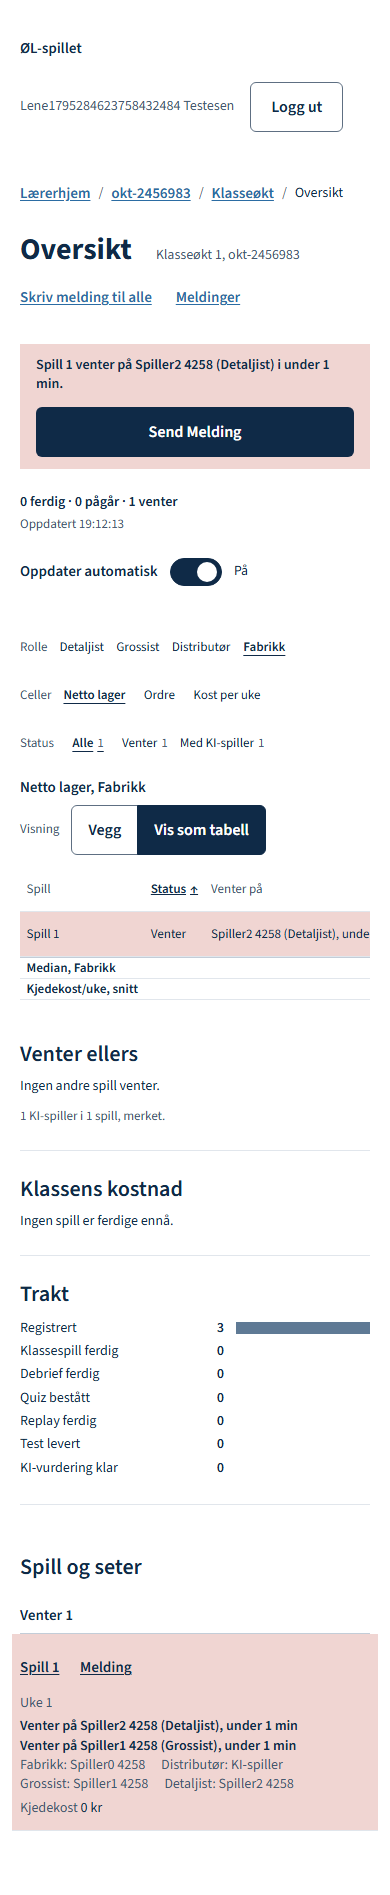 ØL-spillet
Lene1795284623758432484 Testesen
Logg ut
Lærerhjem / okt-2456983 / Klasseøkt / Oversikt
Oversikt Klasseøkt 1, okt-2456983
Skriv melding til alle Meldinger
Spill 1 venter på Spiller2 4258 (Detaljist) i under 1
min.
Send Melding
0 ferdig · 0 pågår · 1 venter
Oppdatert 19:12:13
Oppdater automatisk På
Rolle Detaljist Grossist Distributør Fabrikk
Celler Netto lager Ordre Kost per uke
Status Alle 1 Venter 1 Med KI-spiller 1
Netto lager, Fabrikk
Visning Vegg Vis som tabell
Spill Status ↑ Venter på
Spill 1 Venter Spiller2 4258 (Detaljist), unde
Median, Fabrikk
Kjedekost/uke, snitt
Venter ellers
Ingen andre spill venter.
1 KI-spiller i 1 spill, merket.
Klassens kostnad
Ingen spill er ferdige ennå.
Trakt
Registrert 3
Klassespill ferdig 0
Debrief ferdig 0
Quiz bestått 0
Replay ferdig 0
Test levert 0
KI-vurdering klar 0
Spill og seter
Venter 1
Spill 1 Melding
Uke 1
Venter på Spiller2 4258 (Detaljist), under 1 min
Venter på Spiller1 4258 (Grossist), under 1 min
Fabrikk: Spiller0 4258 Distributør: KI-spiller
Grossist: Spiller1 4258 Detaljist: Spiller2 4258
Kjedekost 0 kr